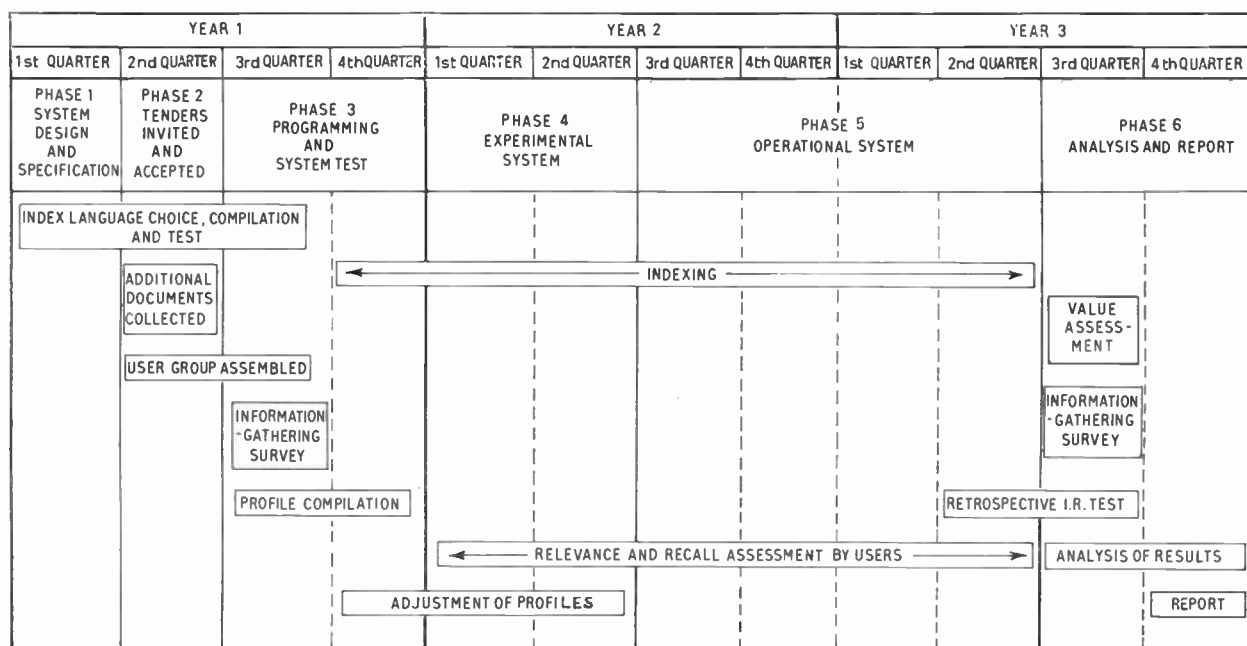 YEAR 1
YEAR 2
YEAR 3
1st QUARTER
2nd QUARTER
3rd QUARTER
4th QUARTER
1st QUARTER
2nd QUARTER
3rd QUARTER
4th QUARTER
1st QUARTER
2nd QUARTER
3rd QUARTER
4th QUARTER
PHASE 1
SYSTEM
DESIGN
AND
SPECIFICATION
PHASE 2
TENDERS
INVITED
AND
ACCEPTED
PHASE 3
PROGRAMMING
AND
SYSTEM TEST
PHASE 4
EXPERIMENTAL
SYSTEM
PHASE 5
OPERATIONAL SYSTEM
PHASE 6
ANALYSIS AND REPORT
INDEX LANGUAGE CHOICE, COMPILATION
AND TEST
ADDITIONAL
DOCUMENTS
COLLECTED
INDEXING
VALUE
ASSESS-
MENT
USER GROUP ASSEMBLED
INFORMATION
-GATHERING
SURVEY
INFORMATION
-GATHERING
SURVEY
PROFILE COMPILATION
RETROSPECTIVE I.R. TEST
RELEVANCE AND RECALL ASSESSMENT BY USERS
ANALYSIS OF RESULTS
ADJUSTMENT OF PROFILES
REPORT